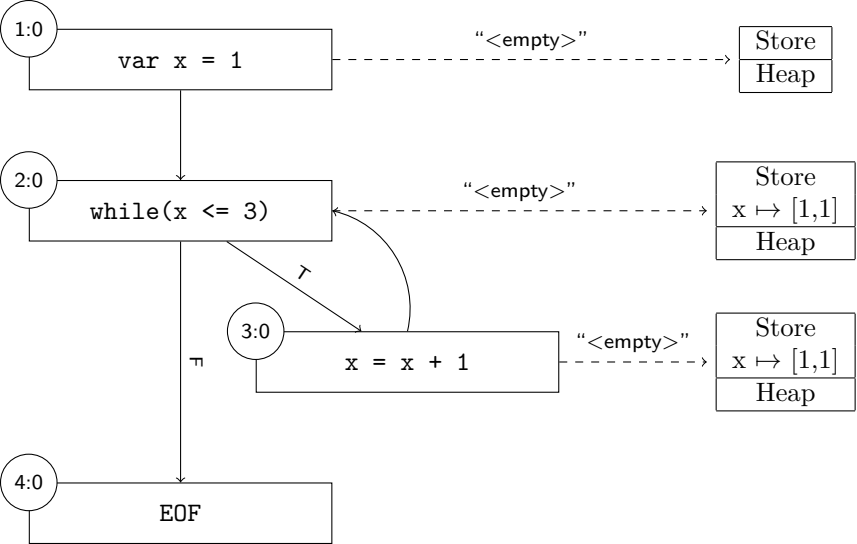 1:0
var x = 1
“<empty>”
Store
Heap
2:0
while(x <= 3)
“<empty>”
Store
x ↦ [1,1]
Heap
T
3:0
x = x + 1
“<empty>”
Store
x ↦ [1,1]
Heap
F
4:0
EOF